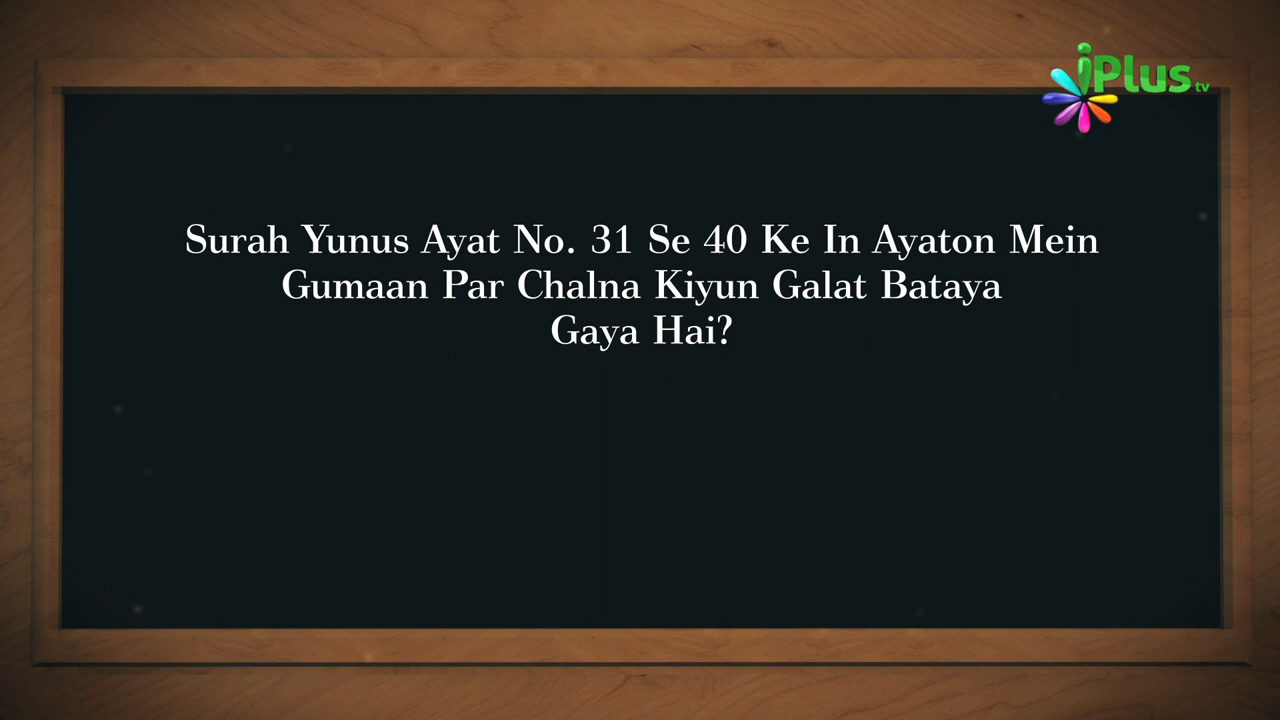 iPlus tv
Surah Yunus Ayat No. 31 Se 40 Ke In Ayaton Mein
Gumaan Par Chalna Kiyun Galat Bataya
Gaya Hai?